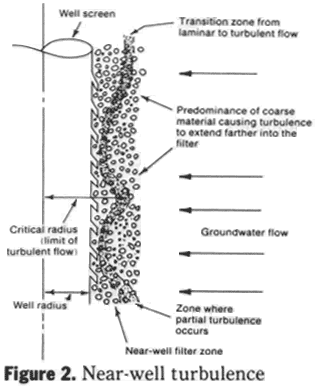 Well screen
Transition zone from
laminar to turbulent flow
Predominance of coarse
material causing turbulence
to extend farther into the
filter
Critical radius
(limit of
turbulent flow)
Groundwater flow
Well radius
Zone where
partial turbulence
occurs
Near-well filter zone
Figure 2. Near-well turbulence